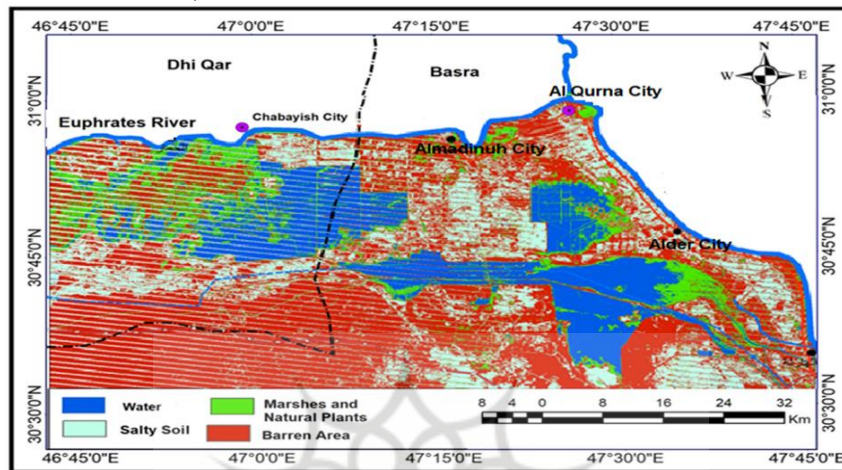 46°45'0"E 47°0'0"E 47°15'0"E 47°30'0"E 47°45'0"E
N
W E
S
Dhi Qar
Basra
Al Qurna City
Chabayish City
Euphrates River
Almadinuh City
Alder City
31°0'0"N
30°45'0"N
30°30'0"N
31°0'0"N
30°45'0"N
30°30'0"N
Water
Marshes and
Natural Plants
Salty Soil
Barren Area
8 4 0 8 16 24 32
Km
46°45'0"E 47°0'0"E 47°15'0"E 47°30'0"E 47°45'0"E